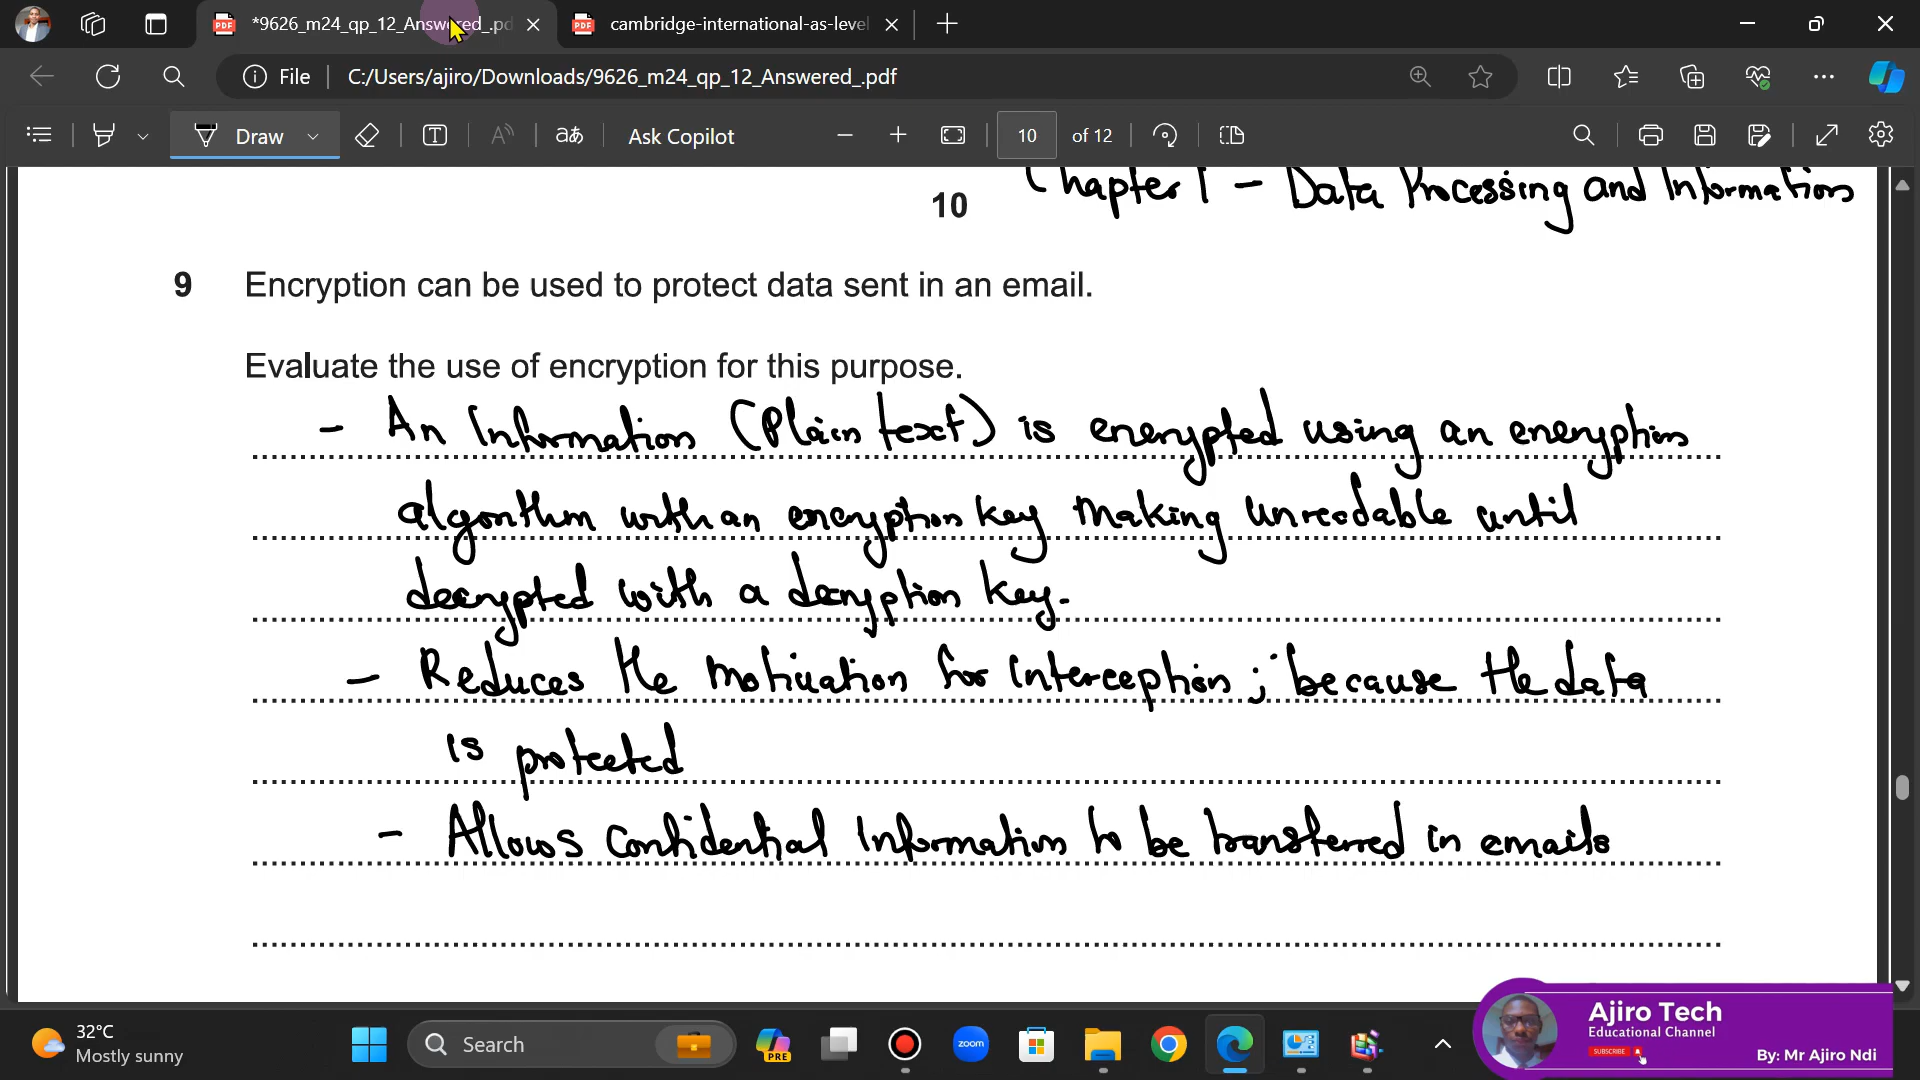 *9626_m24_qp_12_Answered_.pd
cambridge-international-as-level
File
C:/Users/ajiro/Downloads/9626_m24_qp_12_Answered_.pdf
Draw
Ask Copilot
10
of 12
10
Chapter 1 - Data Processing and Information
9 Encryption can be used to protect data sent in an email.
Evaluate the use of encryption for this purpose.
- An Information (Plain text) is encrypted using an encryption
algorithm with an encryption key making unreadable until
decrypted with a decryption key.
- Reduces the motivation for interception; because the data
is protected
- Allows Confidential Information to be transferred in emails
32°C
Mostly sunny
Search
PRE
zoom
Ajiro Tech
Educational Channel
SUBSCRIBE
By: Mr Ajiro Ndi